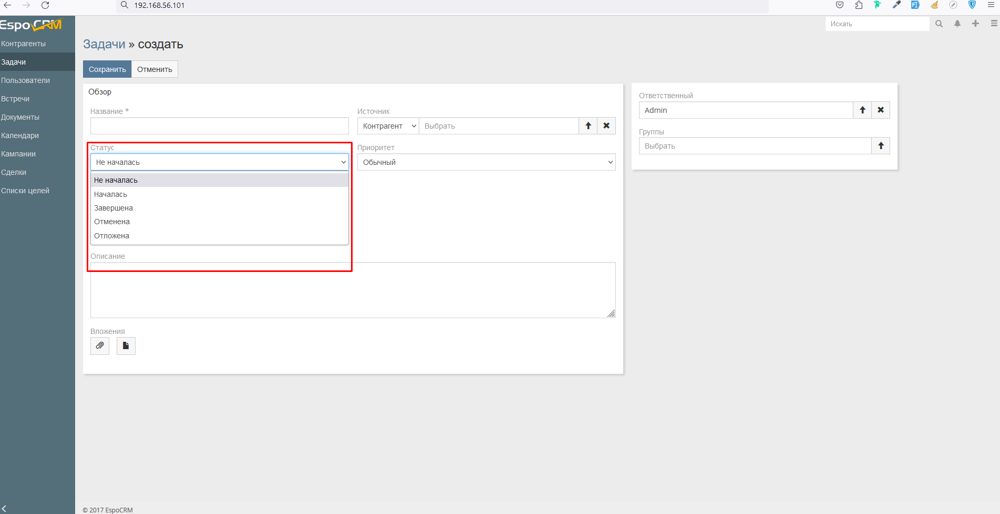 192.168.56.101
EspoCRM
Искать
Контрагенты
Задачи
Пользователи
Встречи
Документы
Календари
Кампании
Сделки
Списки целей
Задачи » создать
Сохранить
Отменить
Обзор
Название *
Источник
Контрагент
Выбрать
Статус
Не началась
Не началась
Началась
Завершена
Отменена
Отложена
Приоритет
Обычный
Описание
Вложения
Ответственный
Admin
Группы
Выбрать
© 2017 EspoCRM